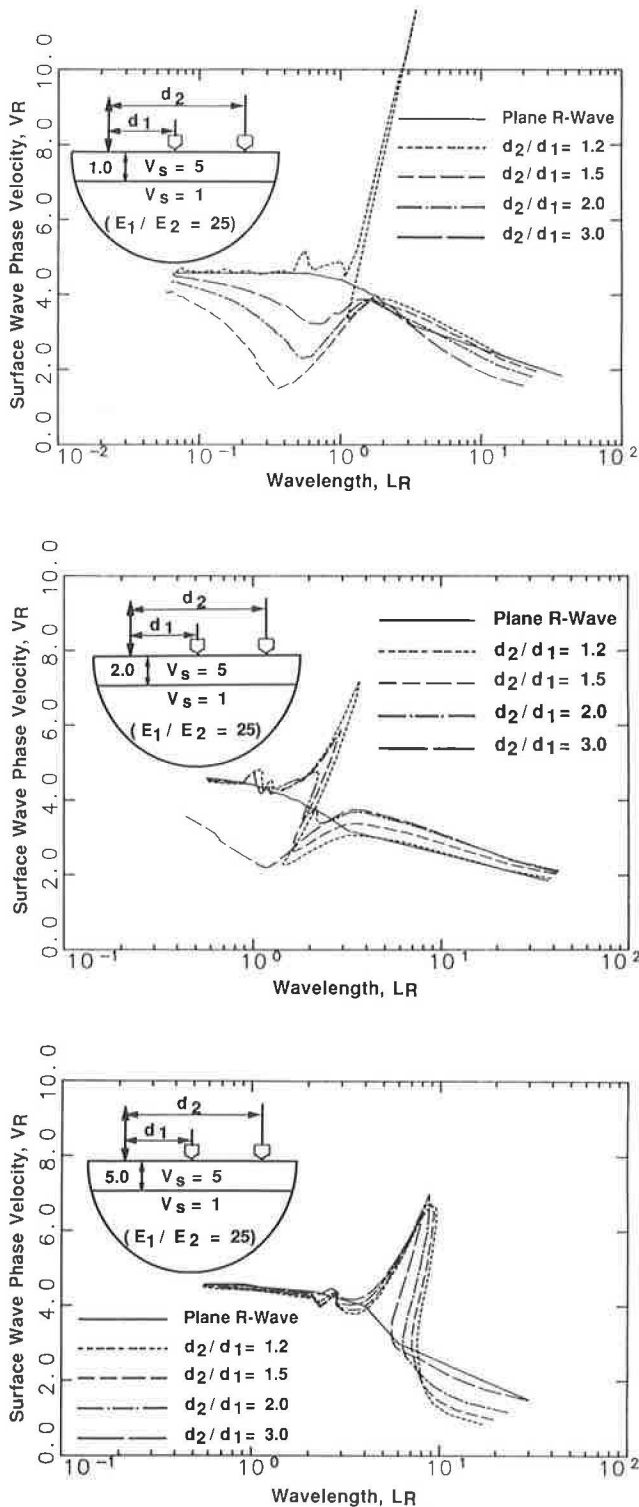 Surface Wave Phase Velocity, VR
10.0
8.0
6.0
4.0
2.0
0.0
d2
d1
1.0
Vs = 5
Vs = 1
(E1 / E2 = 25)
Plane R-Wave
d2/d1= 1.2
d2/d1= 1.5
d2/d1= 2.0
d2/d1= 3.0
10-2
10-1
100
101
102
Wavelength, LR
Surface Wave Phase Velocity, VR
10.0
8.0
6.0
4.0
2.0
0.0
d2
d1
2.0
Vs = 5
Vs = 1
(E1 / E2 = 25)
Plane R-Wave
d2/d1= 1.2
d2/d1= 1.5
d2/d1= 2.0
d2/d1= 3.0
10-1
100
101
102
Wavelength, LR
Surface Wave Phase Velocity, VR
10.0
8.0
6.0
4.0
2.0
0.0
d2
d1
5.0
Vs = 5
Vs = 1
(E1 / E2 = 25)
Plane R-Wave
d2/d1= 1.2
d2/d1= 1.5
d2/d1= 2.0
d2/d1= 3.0
10-1
100
101
102
Wavelength, LR